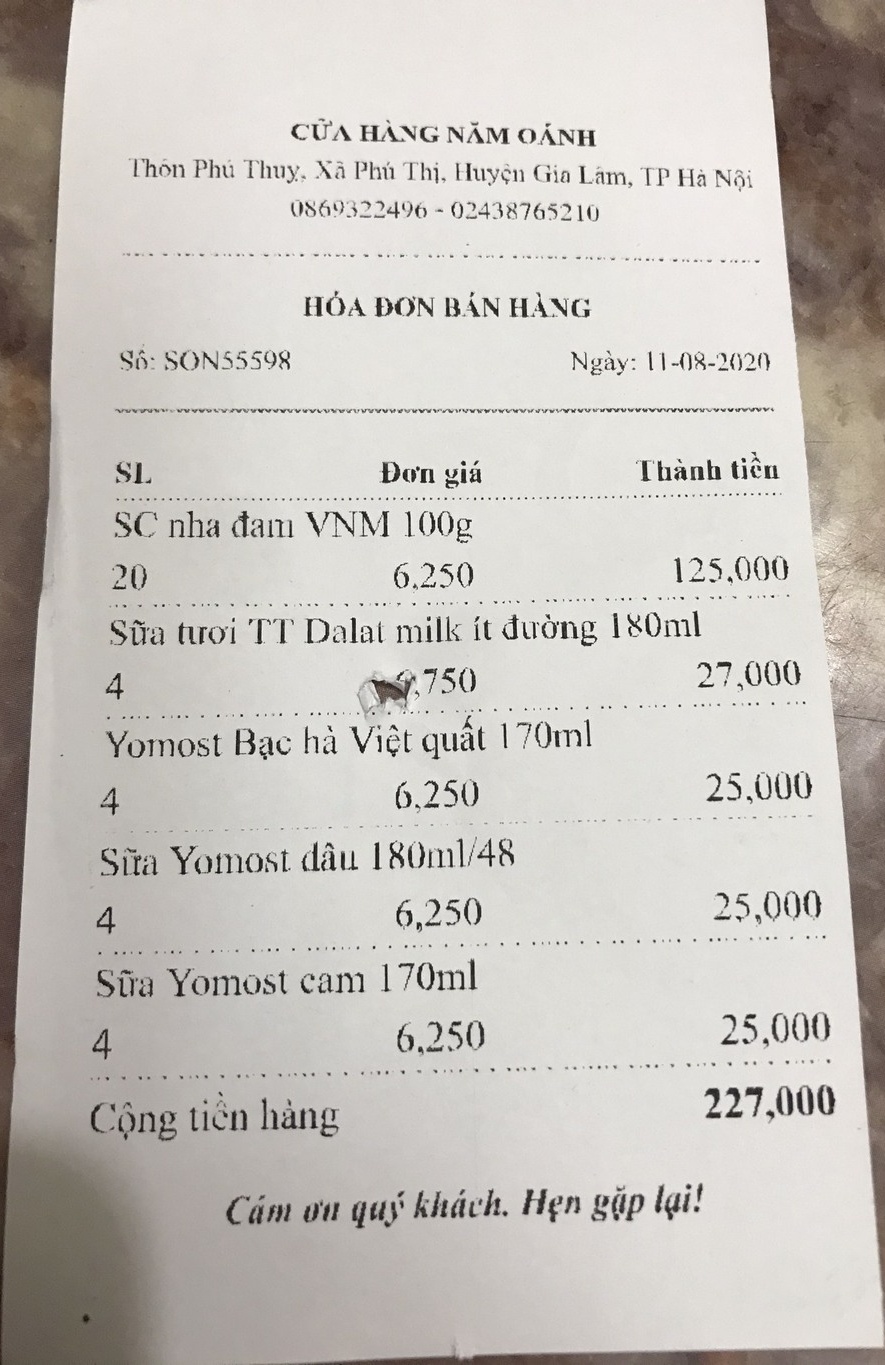 CỬA HÀNG NĂM OÁNH
Thôn Phú Thuỵ, Xã Phú Thị, Huyện Gia Lâm, TP Hà Nội
0869322496 - 02438765210
HÓA ĐƠN BÁN HÀNG
Số: SON55598 Ngày: 11-08-2020
SL Đơn giá Thành tiền
SC nha đam VNM 100g
20 6,250 125,000
Sữa tươi TT Dalat milk ít đường 180ml
4 ,750 27,000
Yomost Bạc hà Việt quất 170ml
4 6,250 25,000
Sữa Yomost dâu 180ml/48
4 6,250 25,000
Sữa Yomost cam 170ml
4 6,250 25,000
Cộng tiền hàng 227,000
Cám ơn quý khách. Hẹn gặp lại!